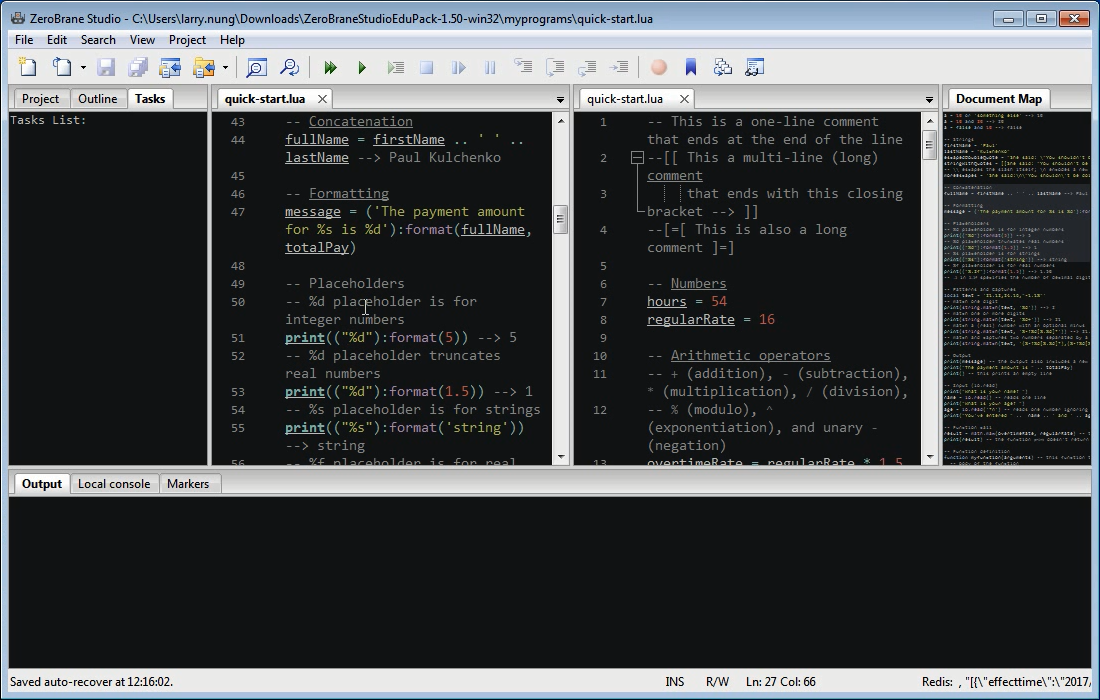 ZeroBrane Studio - C:\Users\larry.nung\Downloads\ZeroBraneStudioEduPack-1.50-win32\myprograms\quick-start.lua
File Edit Search View Project Help
Project Outline Tasks
Tasks List:
quick-start.lua
43 -- Concatenation
44 fullName = firstName .. ' ' ..
lastName --> Paul Kulchenko
45
46 -- Formatting
47 message = ('The payment amount
for %s is %d'):format(fullName,
totalPay)
48
49 -- Placeholders
50 -- %d placeholder is for
integer numbers
51 print(("%d"):format(5)) --> 5
52 -- %d placeholder truncates
real numbers
53 print(("%d"):format(1.5)) --> 1
54 -- %s placeholder is for strings
55 print(("%s"):format('string'))
--> string
56 -- %f placeholder is for real
quick-start.lua
1 -- This is a one-line comment
that ends at the end of the line
2 --[[ This a multi-line (long)
comment
3 that ends with this closing
bracket --> ]]
4 --[=[ This is also a long
comment ]=]
5
6 -- Numbers
7 hours = 54
8 regularRate = 16
9
10 -- Arithmetic operators
11 -- + (addition), - (subtraction),
* (multiplication), / (division),
12 -- % (modulo), ^
(exponentiation), and unary -
(negation)
13 overtimeRate = regularRate * 1.5
Document Map
-- Strings
-- Concatenation
-- Formatting
-- Placeholders
Output Local console Markers
Saved auto-recover at 12:16:02.
INS R/W Ln: 27 Col: 66
Redis: , "[{\"effecttime\":\"2017/